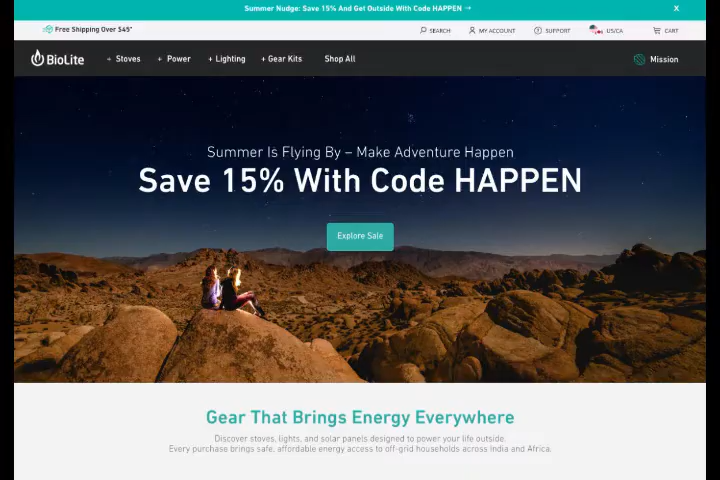 Summer Nudge: Save 15% And Get Outside With Code HAPPEN → X
Free Shipping Over $45* SEARCH MY ACCOUNT SUPPORT US/CA CART
BioLite + Stoves + Power + Lighting + Gear Kits Shop All Mission
Summer Is Flying By – Make Adventure Happen
Save 15% With Code HAPPEN
Explore Sale
Gear That Brings Energy Everywhere
Discover stoves, lights, and solar panels designed to power your life outside.
Every purchase brings safe, affordable energy access to off-grid households across India and Africa.